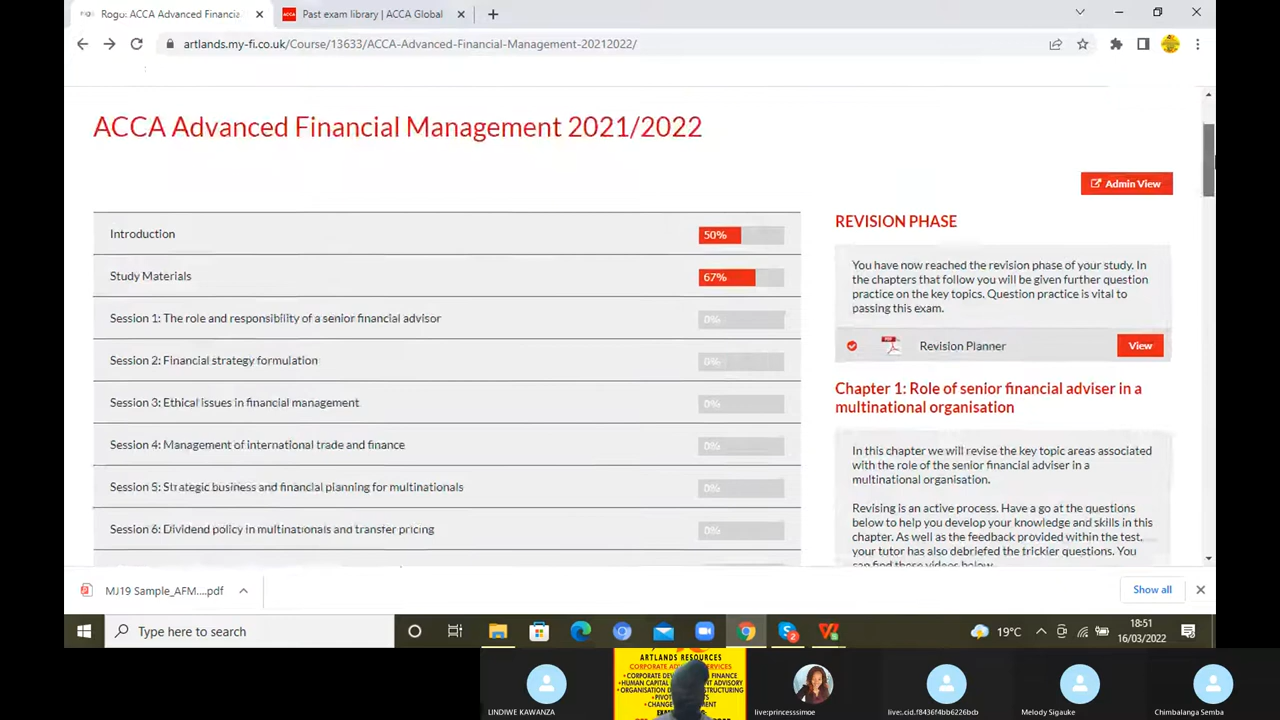 Rogo: ACCA Advanced Financia
Past exam library | ACCA Global
artlands.my-fi.co.uk/Course/13633/ACCA-Advanced-Financial-Management-20212022/
ACCA Advanced Financial Management 2021/2022
Admin View
Introduction
50%
Study Materials
67%
Session 1: The role and responsibility of a senior financial advisor
0%
Session 2: Financial strategy formulation
0%
Session 3: Ethical issues in financial management
0%
Session 4: Management of international trade and finance
0%
Session 5: Strategic business and financial planning for multinationals
0%
Session 6: Dividend policy in multinationals and transfer pricing
0%
REVISION PHASE
You have now reached the revision phase of your study. In
the chapters that follow you will be given further question
practice on the key topics. Question practice is vital to
passing this exam.
Revision Planner
View
Chapter 1: Role of senior financial adviser in a
multinational organisation
In this chapter we will revise the key topic areas associated
with the role of the senior financial adviser in a
multinational organisation.
Revising is an active process. Have a go at the questions
below to help you develop your knowledge and skills in this
chapter. As well as the feedback provided within the test,
your tutor has also debriefed the trickier questions. You
can find these videos below.
MJ19 Sample_AFM....pdf
Show all
Type here to search
19°C
18:51
16/03/2022
ARTLANDS RESOURCES
LINDIWE KAWANZA
live:princesssimoe
live:.cid.f8436f4bb6226bcb
Melody Sigauke
Chimbalanga Semba